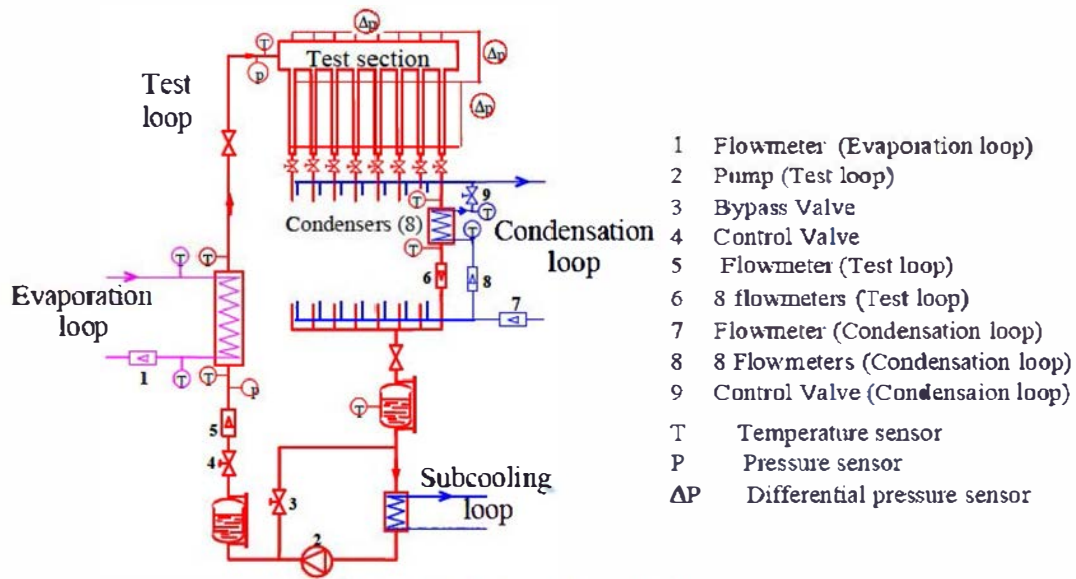 Δp
T
Δp
Test section
p
Test
loop
Δp
9
T
T
Condensers (8)
T
Condensation
loop
T
T
T
6
8
7
Evaporation
loop
1
T
T
p
T
5
4
3
Subcooling
loop
2
1 Flowmeter (Evaporation loop)
2 Pump (Test loop)
3 Bypass Valve
4 Control Valve
5 Flowmeter (Test loop)
6 8 flowmeters (Test loop)
7 Flowmeter (Condensation loop)
8 8 Flowmeters (Condensation loop)
9 Control Valve (Condensaion loop)
T Temperature sensor
P Pressure sensor
ΔP Differential pressure sensor